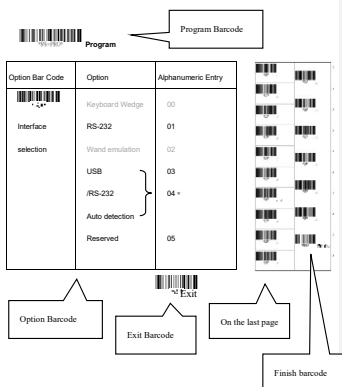 Program Barcode
Program
Option Bar Code Option Alphanumeric Entry
Keyboard Wedge 00
Interface RS-232 01
selection Wand emulation 02
USB 03
/RS-232 04 *
Auto detection
Reserved 05
Exit
Option Barcode
Exit Barcode
On the last page
Finish barcode